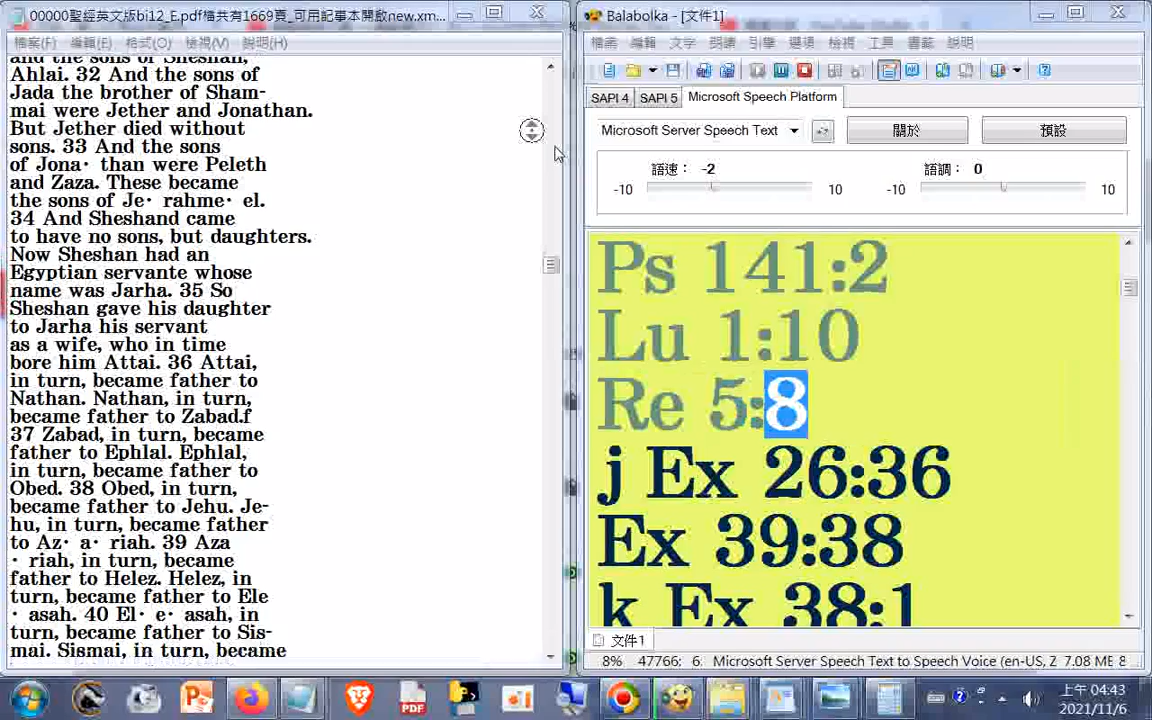 00000聖經英文版bi12_E.pdf檔共有1669頁_可用記事本開啟new.xm...
檔案(F) 編輯(E) 格式(O) 檢視(V) 說明(H)
and the sons of Sheshan,
Ahlai. 32 And the sons of
Jada the brother of Sham-
mai were Jether and Jonathan.
But Jether died without
sons. 33 And the sons
of Jona· than were Peleth
and Zaza. These became
the sons of Je· rahme· el.
34 And Sheshand came
to have no sons, but daughters.
Now Sheshan had an
Egyptian servante whose
name was Jarha. 35 So
Sheshan gave his daughter
to Jarha his servant
as a wife, who in time
bore him Attai. 36 Attai,
in turn, became father to
Nathan. Nathan, in turn,
became father to Zabad.f
37 Zabad, in turn, became
father to Ephlal. Ephlal,
in turn, became father to
Obed. 38 Obed, in turn,
became father to Jehu. Je-
hu, in turn, became father
to Az· a· riah. 39 Aza
· riah, in turn, became
father to Helez. Helez, in
turn, became father to Ele
· asah. 40 El· e· asah, in
turn, became father to Sis-
mai. Sismai, in turn, became
Balabolka - [文件1]
檔案 編輯 文字 朗讀 引擎 選項 檢視 工具 書籤 說明
SAPI 4 SAPI 5 Microsoft Speech Platform
Microsoft Server Speech Text 關於 預設
語速： -2 語調： 0
-10 10 -10 10
Ps 141:2
Lu 1:10
Re 5:8
j Ex 26:36
Ex 39:38
k Ex 38:1
文件1
8% 47766: 6: Microsoft Server Speech Text to Speech Voice (en-US, Z 7.08 MB 8
PDF
上午 04:43
2021/11/6